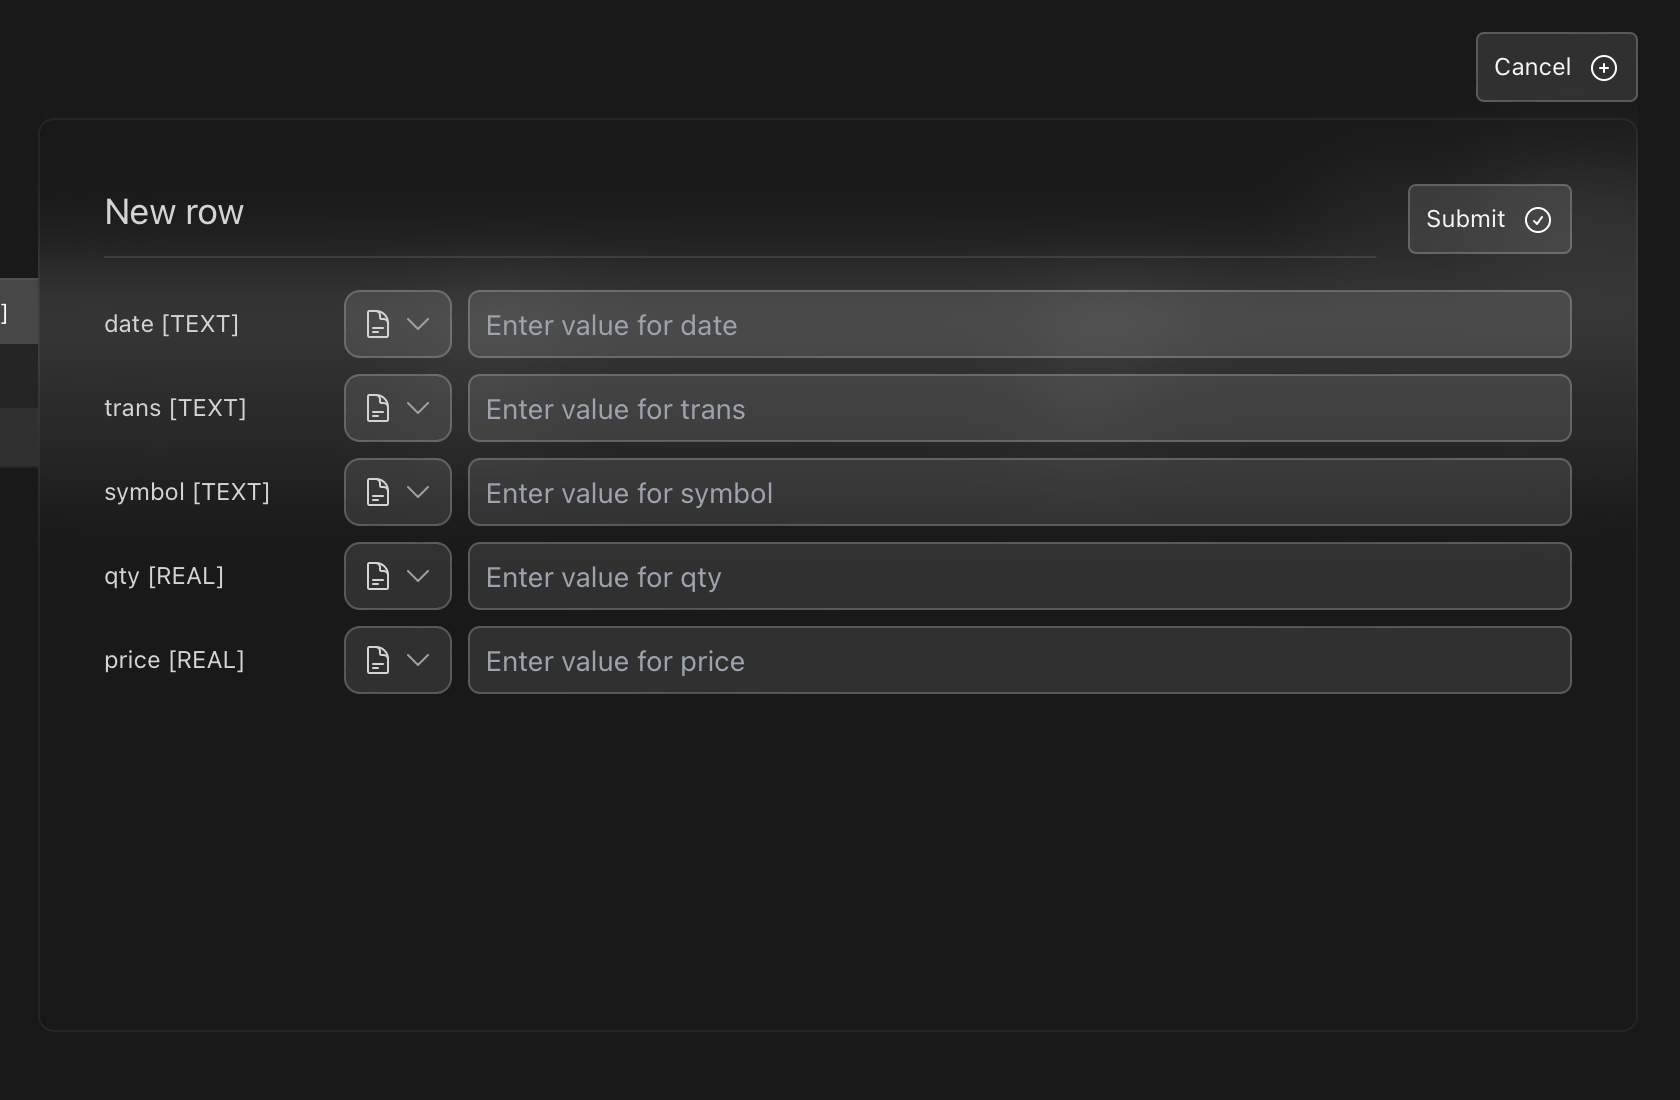 Cancel
New row
Submit
]
date [TEXT]
Enter value for date
trans [TEXT]
Enter value for trans
symbol [TEXT]
Enter value for symbol
qty [REAL]
Enter value for qty
price [REAL]
Enter value for price